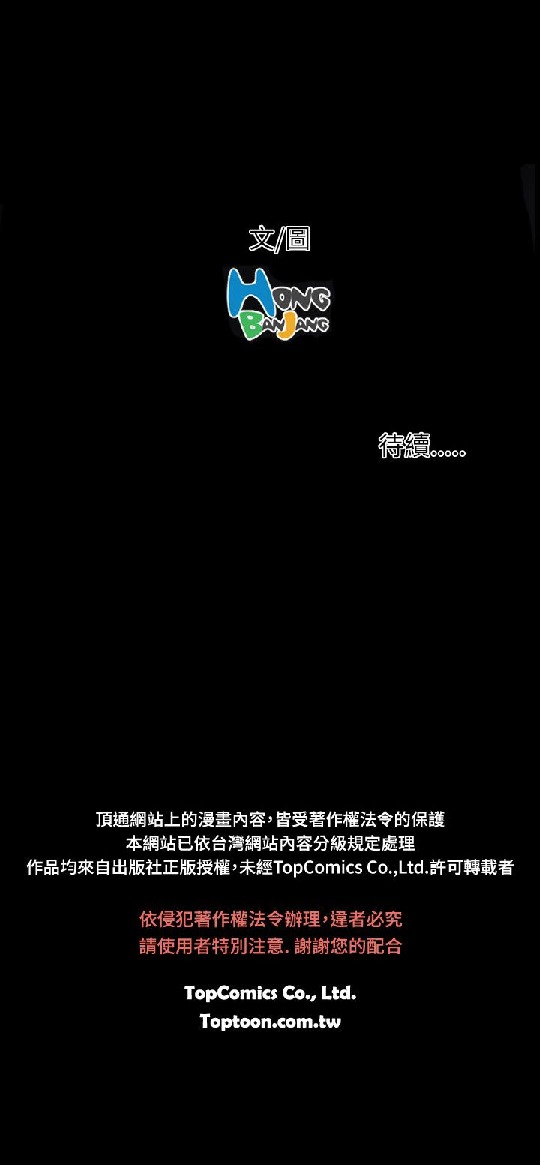 文/圖
HONG
BANJANG
待續.....
頂通網站上的漫畫內容，皆受著作權法令的保護
本網站已依台灣網站內容分級規定處理
作品均來自出版社正版授權，未經TopComics Co.,Ltd.許可轉載者
依侵犯著作權法令辦理，違者必究
請使用者特別注意. 謝謝您的配合
TopComics Co., Ltd.
Toptoon.com.tw